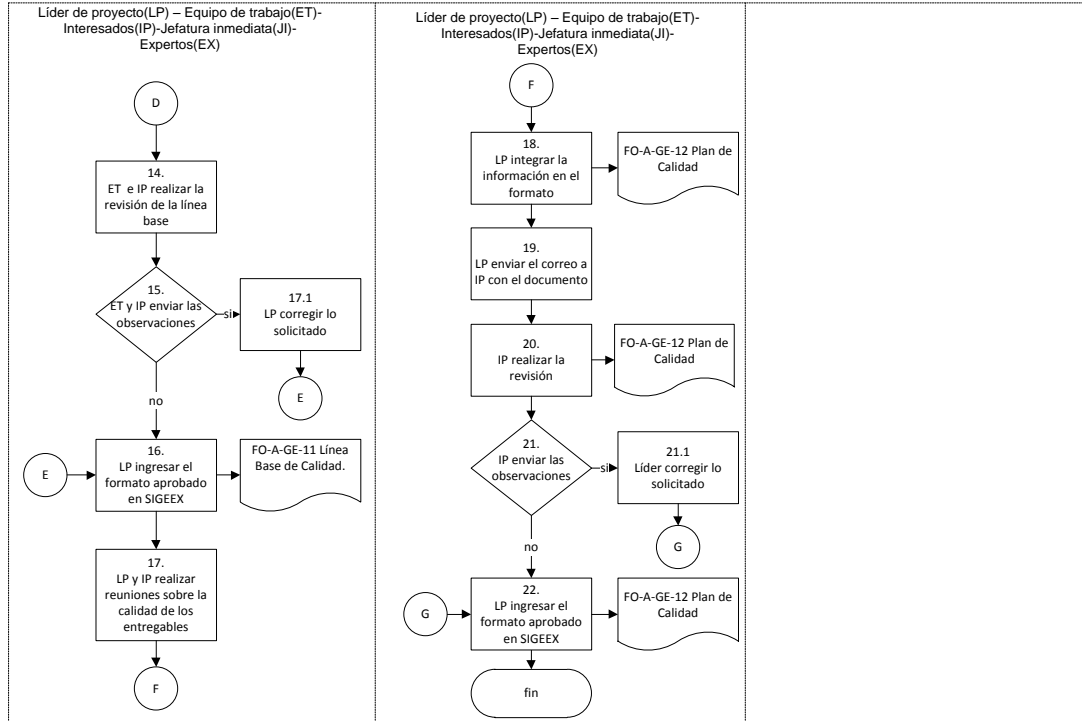 Líder de proyecto(LP) – Equipo de trabajo(ET)-
Interesados(IP)-Jefatura inmediata(JI)-
Expertos(EX)
D
14.
ET  e IP realizar la
revisión de la línea
base
15.
ET y IP enviar las
observaciones
si
17.1
LP corregir lo
solicitado
E
no
E
16.
LP ingresar el
formato aprobado
en SIGEEX
FO-A-GE-11 Línea
Base de Calidad.
17.
LP y IP realizar
reuniones sobre la
calidad de los
entregables
F
Líder de proyecto(LP) – Equipo de trabajo(ET)-
Interesados(IP)-Jefatura inmediata(JI)-
Expertos(EX)
F
18.
LP integrar la
información en el
formato
FO-A-GE-12 Plan de
Calidad
19.
LP enviar el correo a
IP con el documento
20.
IP realizar la
revisión
FO-A-GE-12 Plan de
Calidad
21.
IP enviar las
observaciones
si
21.1
Líder corregir lo
solicitado
G
no
G
22.
LP ingresar el
formato aprobado
en SIGEEX
FO-A-GE-12 Plan de
Calidad
fin